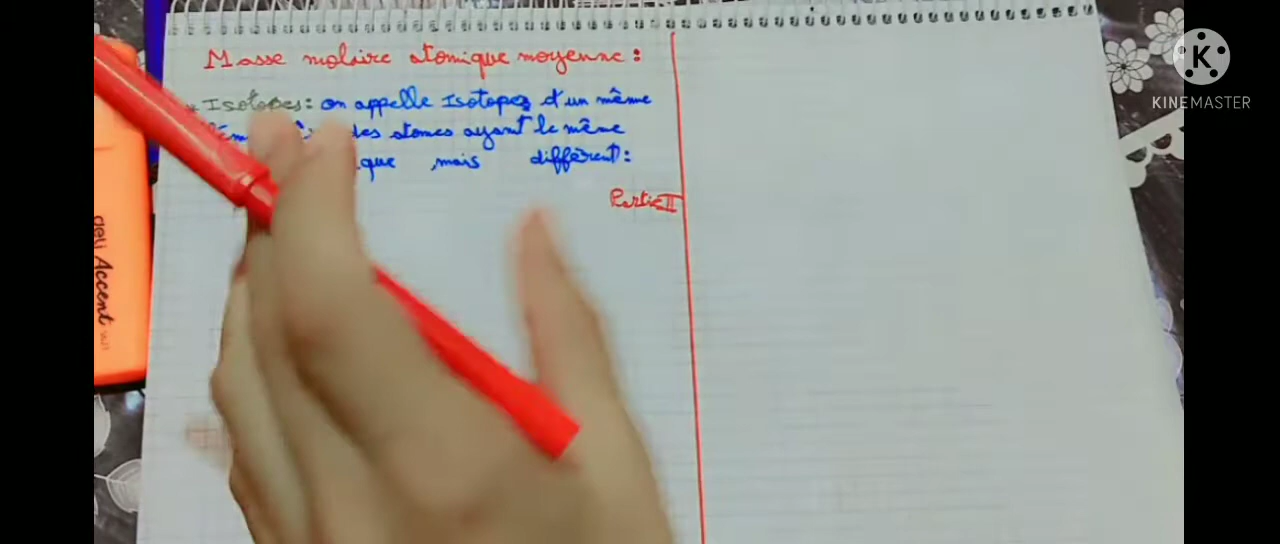 Masse molaire atomique moyenne :
Isotopes : on appelle Isotopes d'un même
des atomes ayant le même
que , mais différent :
Partie II
deli Accent
K
KINEMASTER